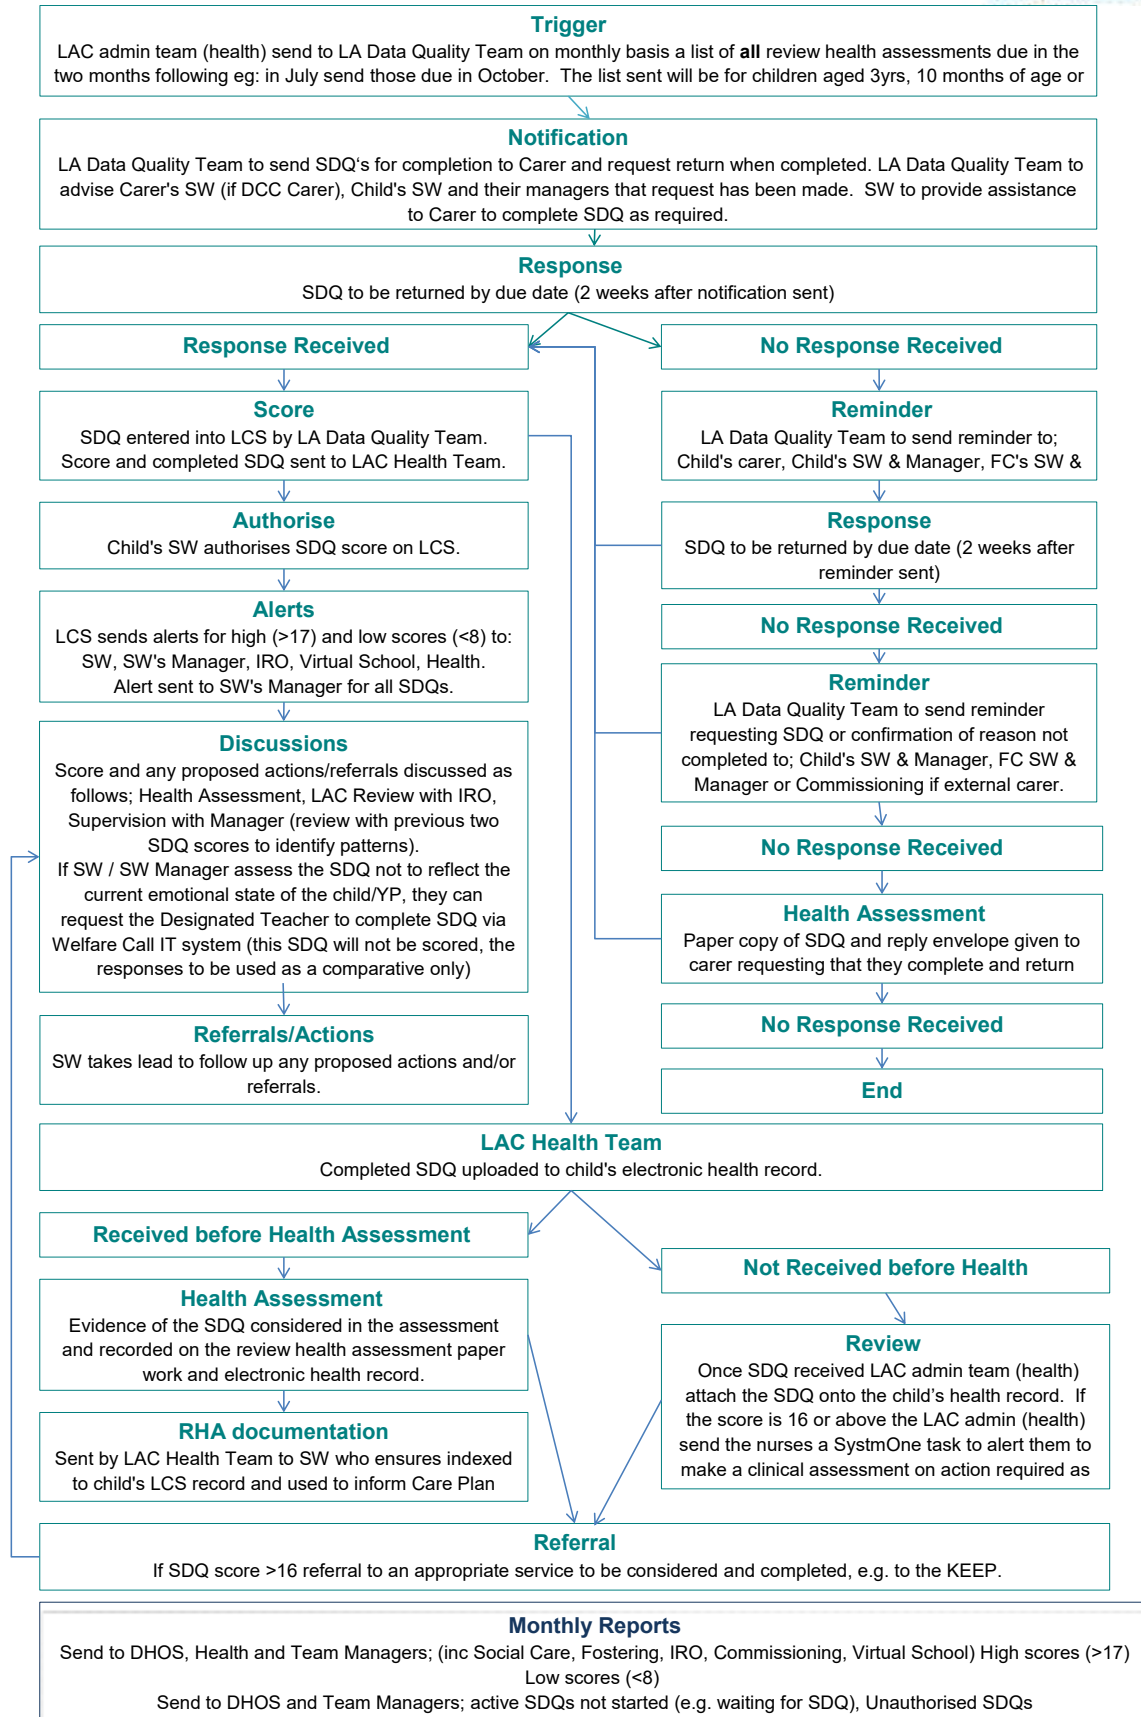 Trigger
LAC admin team (health) send to LA Data Quality Team on monthly basis a list of all review health assessments due in the
two months following eg: in July send those due in October.  The list sent will be for children aged 3yrs, 10 months of age or
Notification
LA Data Quality Team to send SDQ‘s for completion to Carer and request return when completed. LA Data Quality Team to
advise Carer's SW (if DCC Carer), Child's SW and their managers that request has been made.  SW to provide assistance
to Carer to complete SDQ as required.
Response
SDQ to be returned by due date (2 weeks after notification sent)
Response Received
Score
SDQ entered into LCS by LA Data Quality Team.
Score and completed SDQ sent to LAC Health Team.
Authorise
Child's SW authorises SDQ score on LCS.
Alerts
LCS sends alerts for high (>17) and low scores (<8) to:
SW, SW's Manager, IRO, Virtual School, Health.
Alert sent to SW's Manager for all SDQs.
Discussions
Score and any proposed actions/referrals discussed as
follows; Health Assessment, LAC Review with IRO,
Supervision with Manager (review with previous two
SDQ scores to identify patterns).
If SW / SW Manager assess the SDQ not to reflect the
current emotional state of the child/YP, they can
request the Designated Teacher to complete SDQ via
Welfare Call IT system (this SDQ will not be scored, the
responses to be used as a comparative only)
Referrals/Actions
SW takes lead to follow up any proposed actions and/or
referrals.
No Response Received
Reminder
LA Data Quality Team to send reminder to;
Child's carer, Child's SW & Manager, FC's SW &
Response
SDQ to be returned by due date (2 weeks after
reminder sent)
No Response Received
Reminder
LA Data Quality Team to send reminder
requesting SDQ or confirmation of reason not
completed to; Child's SW & Manager, FC SW &
Manager or Commissioning if external carer.
No Response Received
Health Assessment
Paper copy of SDQ and reply envelope given to
carer requesting that they complete and return
No Response Received
End
LAC Health Team
Completed SDQ uploaded to child's electronic health record.
Received before Health Assessment
Health Assessment
Evidence of the SDQ considered in the assessment
and recorded on the review health assessment paper
work and electronic health record.
RHA documentation
Sent by LAC Health Team to SW who ensures indexed
to child's LCS record and used to inform Care Plan
Not Received before Health
Review
Once SDQ received LAC admin team (health)
attach the SDQ onto the child’s health record.  If
the score is 16 or above the LAC admin (health)
send the nurses a SystmOne task to alert them to
make a clinical assessment on action required as
Referral
If SDQ score >16 referral to an appropriate service to be considered and completed, e.g. to the KEEP.
Monthly Reports
Send to DHOS, Health and Team Managers; (inc Social Care, Fostering, IRO, Commissioning, Virtual School) High scores (>17)
Low scores (<8)
Send to DHOS and Team Managers; active SDQs not started (e.g. waiting for SDQ), Unauthorised SDQs